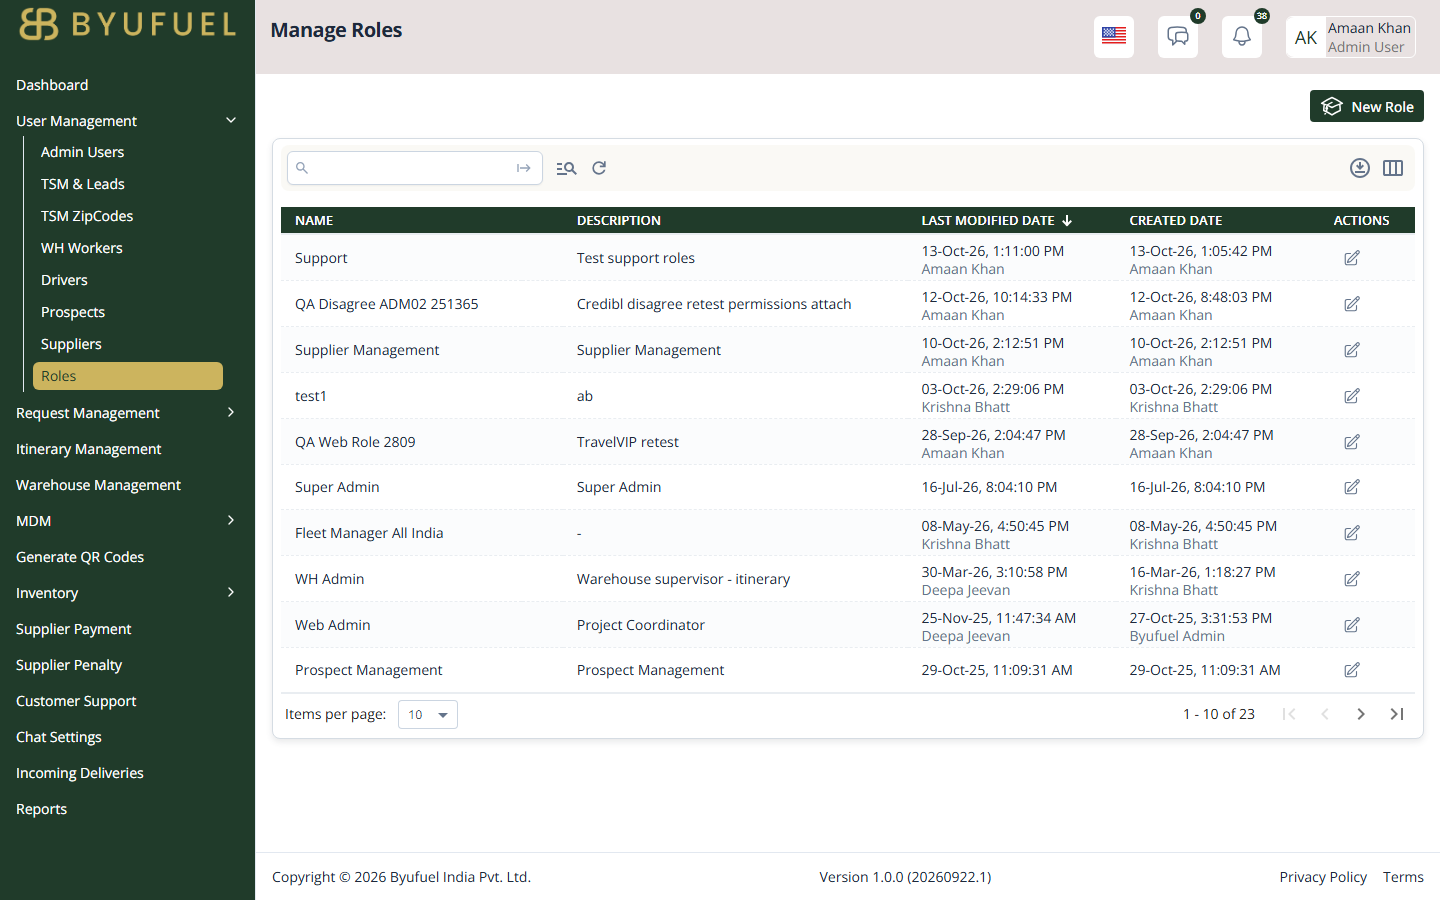 BYUFUEL
Dashboard
User Management
Admin Users
TSM & Leads
TSM ZipCodes
WH Workers
Drivers
Prospects
Suppliers
Roles
Request Management
Itinerary Management
Warehouse Management
MDM
Generate QR Codes
Inventory
Supplier Payment
Supplier Penalty
Customer Support
Chat Settings
Incoming Deliveries
Reports
Manage Roles
0
38
AK
Amaan Khan
Admin User
New Role
NAME DESCRIPTION LAST MODIFIED DATE CREATED DATE ACTIONS
Support Test support roles 13-Oct-26, 1:11:00 PM 13-Oct-26, 1:05:42 PM
Amaan Khan Amaan Khan
QA Disagree ADM02 251365 Credibl disagree retest permissions attach 12-Oct-26, 10:14:33 PM 12-Oct-26, 8:48:03 PM
Amaan Khan Amaan Khan
Supplier Management Supplier Management 10-Oct-26, 2:12:51 PM 10-Oct-26, 2:12:51 PM
Amaan Khan Amaan Khan
test1 ab 03-Oct-26, 2:29:06 PM 03-Oct-26, 2:29:06 PM
Krishna Bhatt Krishna Bhatt
QA Web Role 2809 TravelVIP retest 28-Sep-26, 2:04:47 PM 28-Sep-26, 2:04:47 PM
Amaan Khan Amaan Khan
Super Admin Super Admin 16-Jul-26, 8:04:10 PM 16-Jul-26, 8:04:10 PM
Fleet Manager All India - 08-May-26, 4:50:45 PM 08-May-26, 4:50:45 PM
Krishna Bhatt Krishna Bhatt
WH Admin Warehouse supervisor - itinerary 30-Mar-26, 3:10:58 PM 16-Mar-26, 1:18:27 PM
Deepa Jeevan Krishna Bhatt
Web Admin Project Coordinator 25-Nov-25, 11:47:34 AM 27-Oct-25, 3:31:53 PM
Deepa Jeevan Byufuel Admin
Prospect Management Prospect Management 29-Oct-25, 11:09:31 AM 29-Oct-25, 11:09:31 AM
Items per page: 10 1 - 10 of 23
Copyright © 2026 Byufuel India Pvt. Ltd. Version 1.0.0 (20260922.1) Privacy Policy Terms